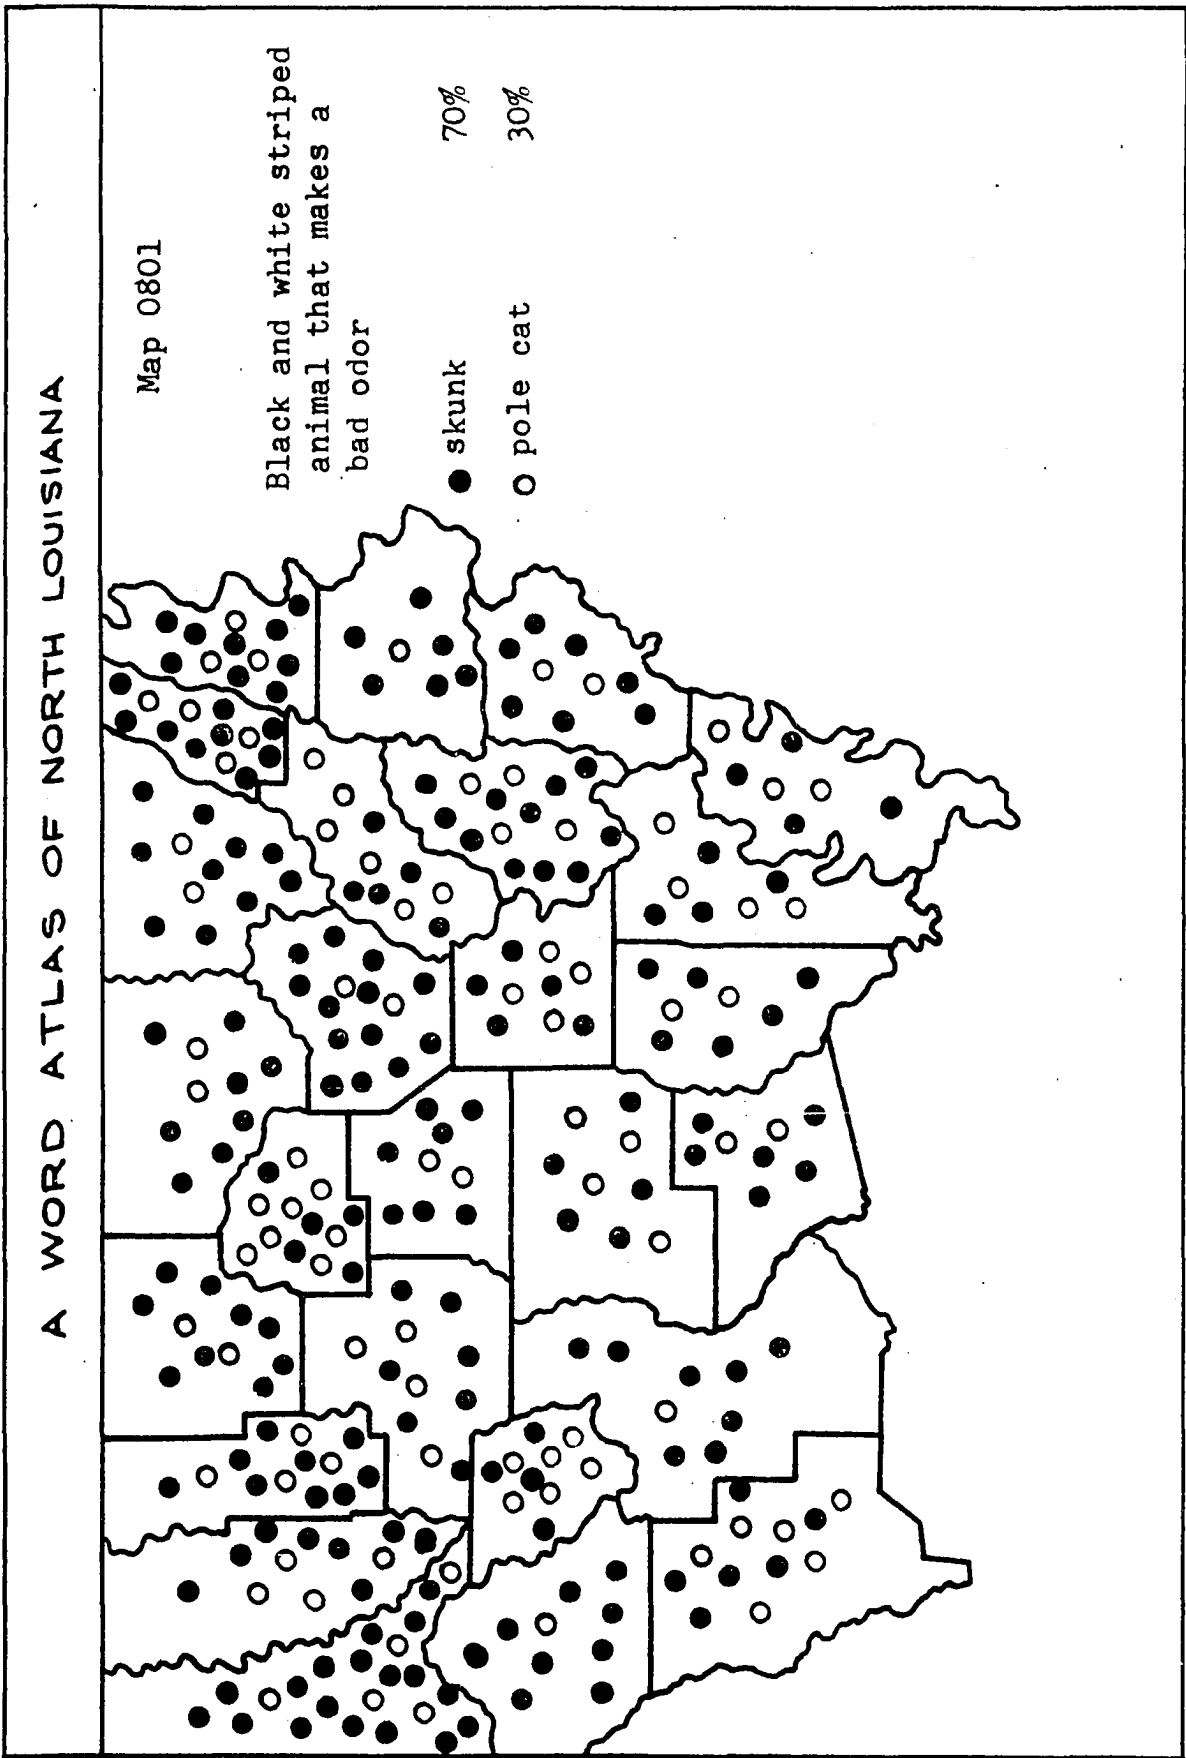 A WORD ATLAS OF NORTH LOUISIANA
Map 0801
Black and white striped
animal that makes a
bad odor
skunk 70%
pole cat 30%